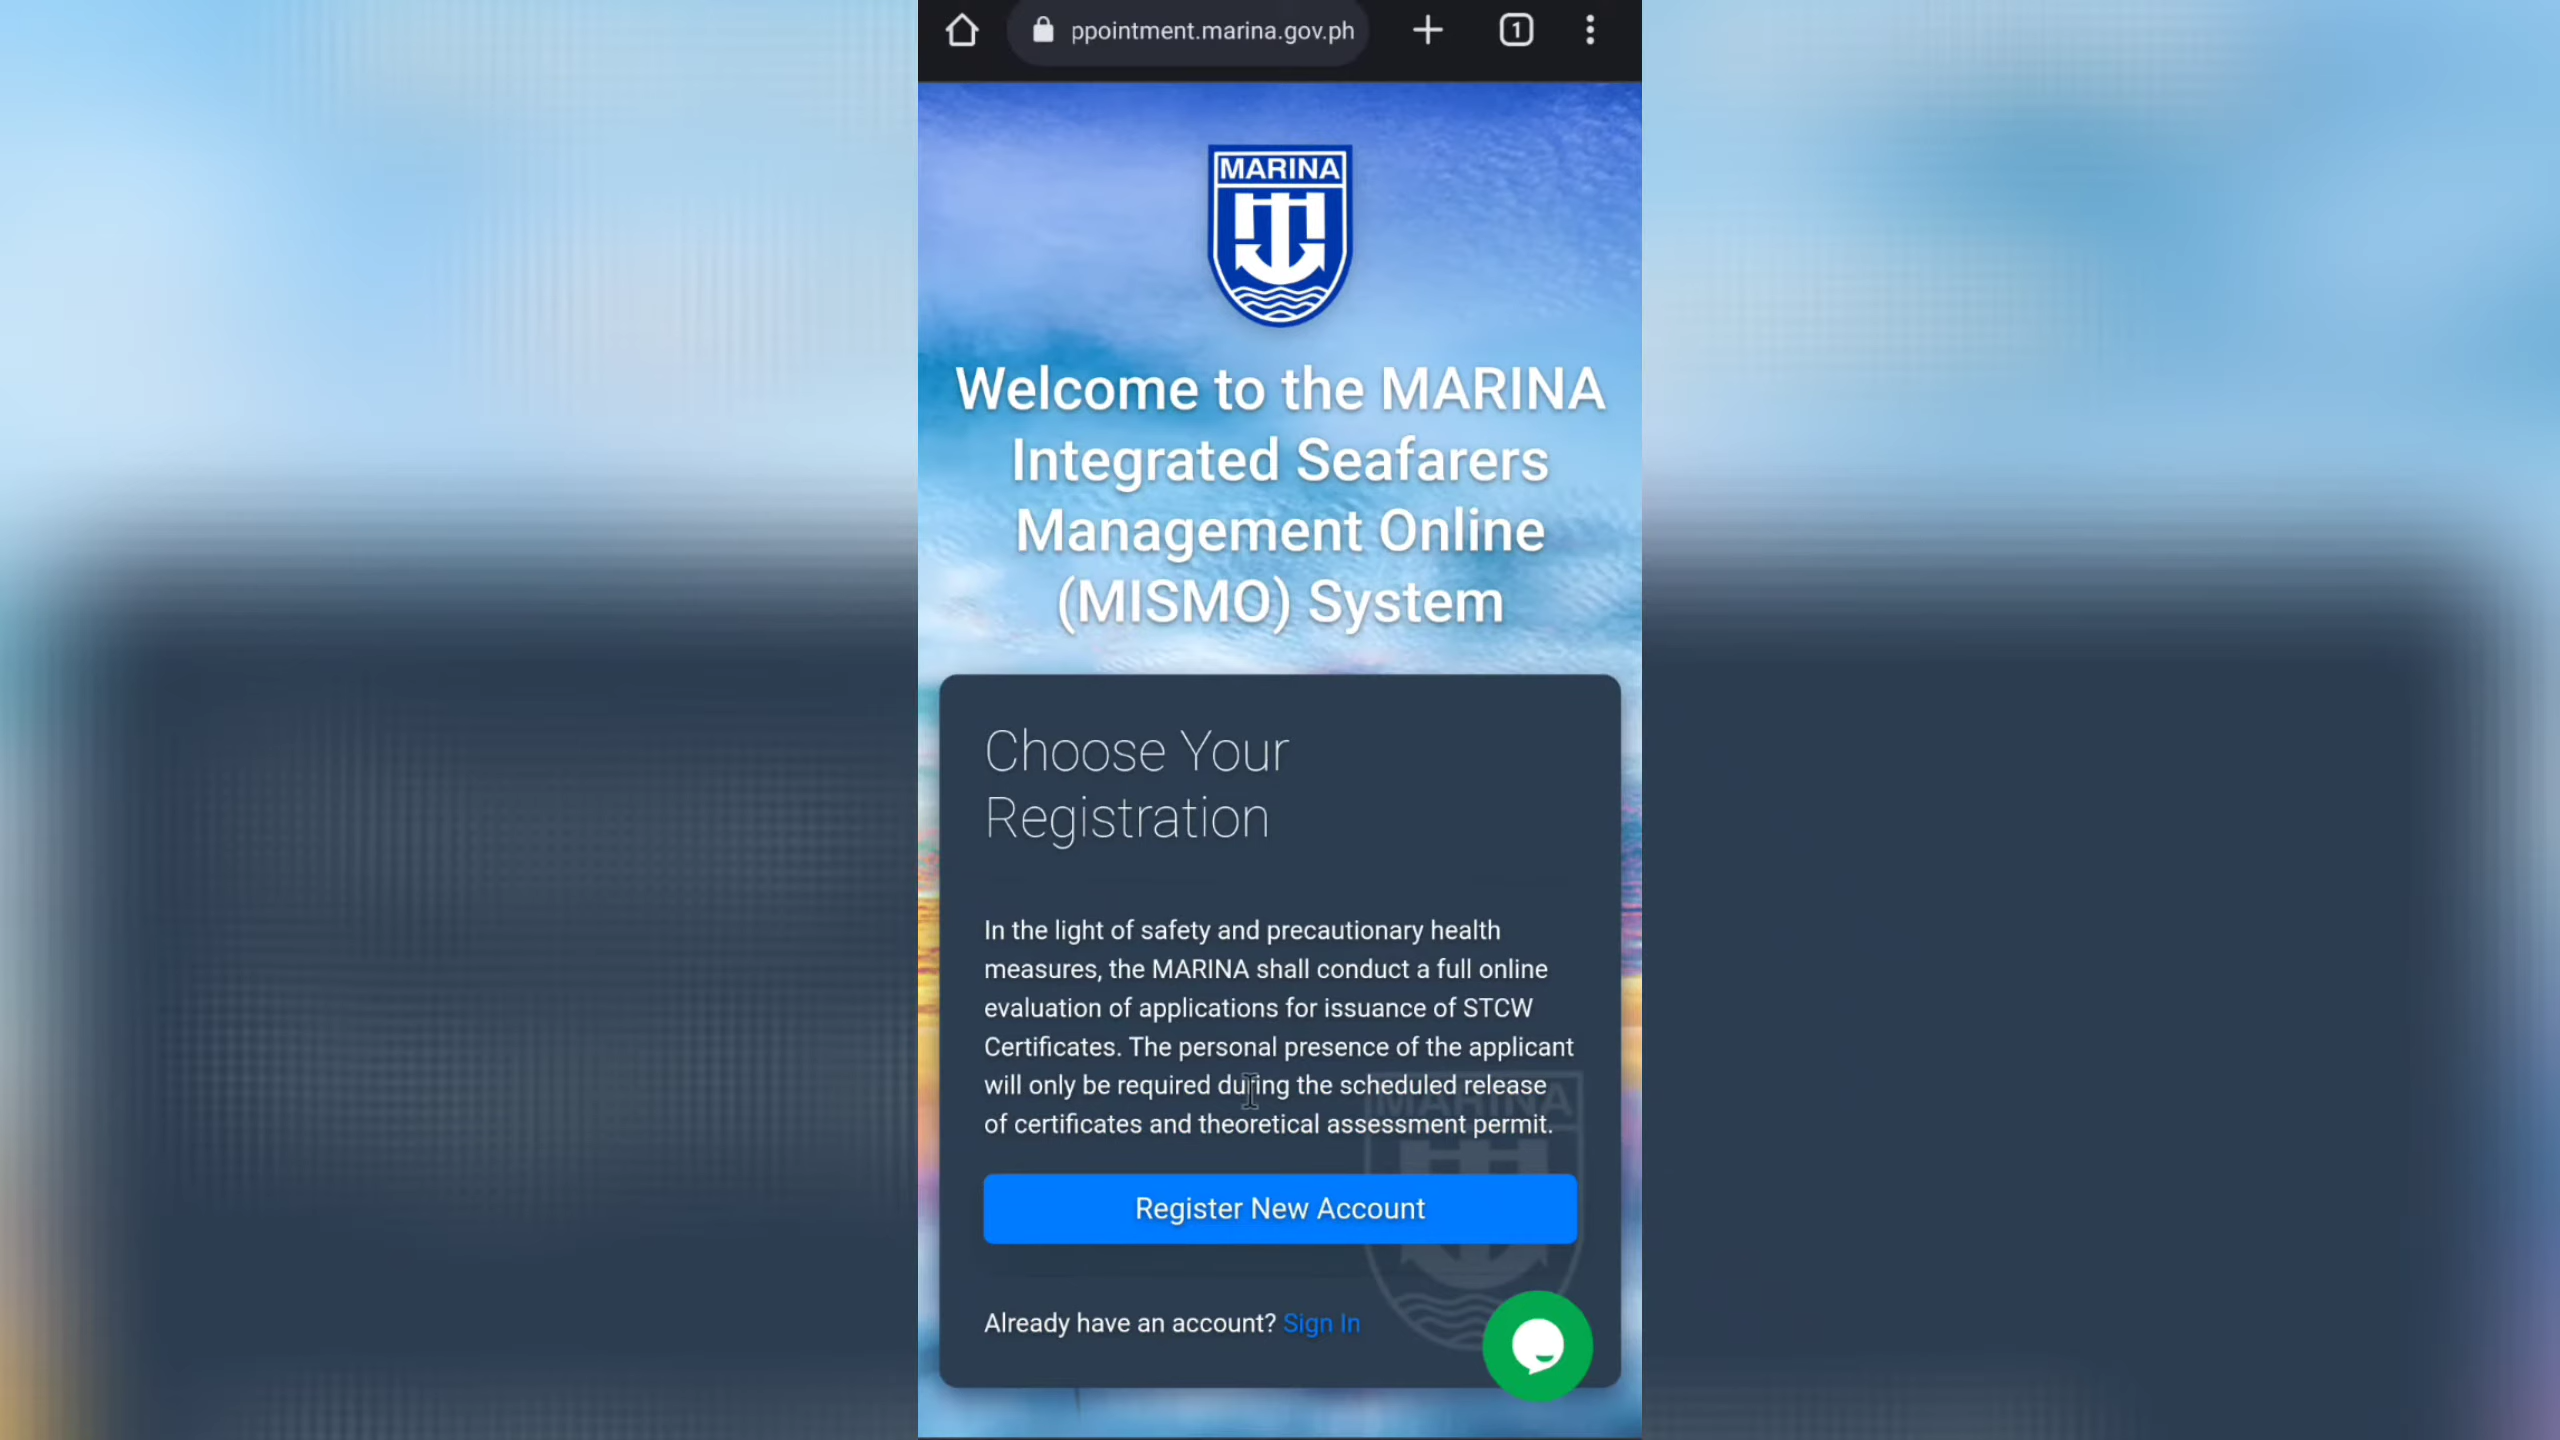 ppointment.marina.gov.ph
1
MARINA
Welcome to the MARINA
Integrated Seafarers
Management Online
(MISMO) System
Choose Your
Registration
In the light of safety and precautionary health
measures, the MARINA shall conduct a full online
evaluation of applications for issuance of STCW
Certificates. The personal presence of the applicant
will only be required during the scheduled release
of certificates and theoretical assessment permit.
MARINA
Register New Account
Already have an account? Sign In